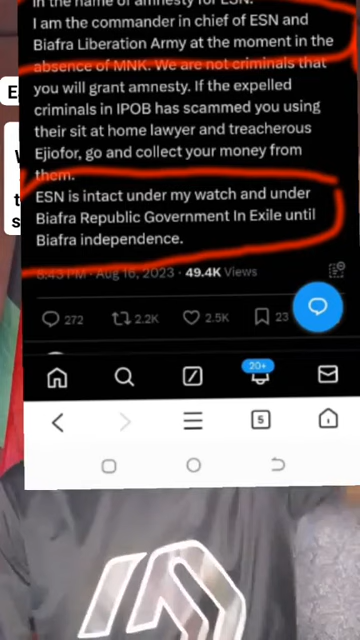 in the name of amnesty for ESN.
I am the commander in chief of ESN and
Biafra Liberation Army at the moment in the
absence of MNK. We are not criminals that
you will grant amnesty. If the expelled
criminals in IPOB has scammed you using
their sit at home lawyer and treacherous
Ejiofor, go and collect your money from
them.
ESN is intact under my watch and under
Biafra Republic Government In Exile until
Biafra independence.
8:43 PM · Aug 16, 2023 · 49.4K Views
272 2.2K 2.5K 23
20+
5